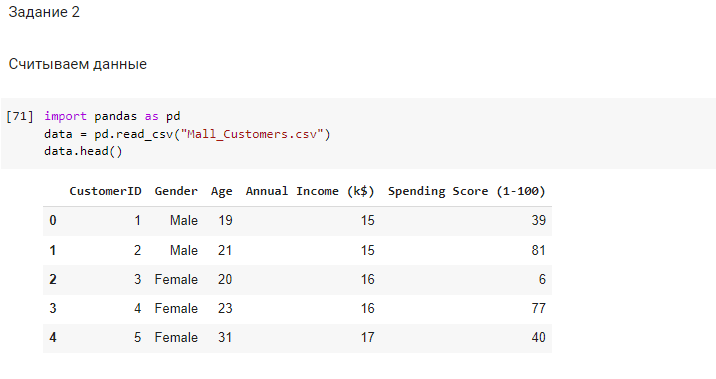 Задание 2
Считываем данные
[71] import pandas as pd
data = pd.read_csv("Mall_Customers.csv")
data.head()
CustomerID Gender Age Annual Income (k$) Spending Score (1-100)
0 1 Male 19 15 39
1 2 Male 21 15 81
2 3 Female 20 16 6
3 4 Female 23 16 77
4 5 Female 31 17 40